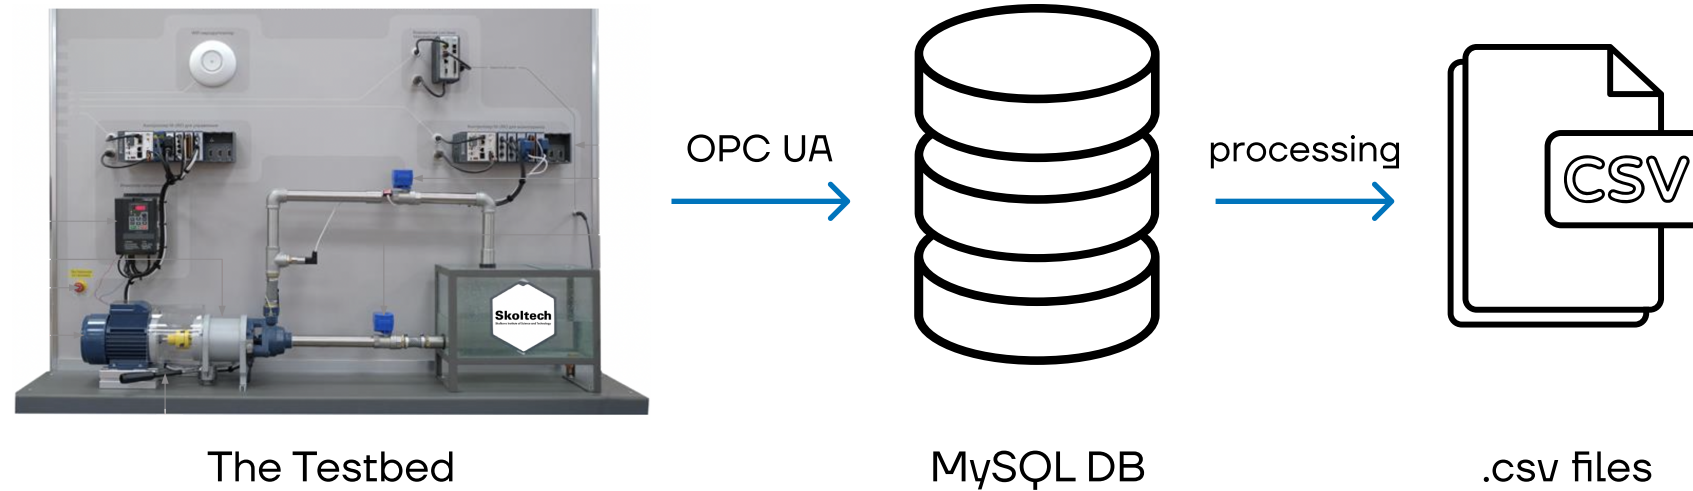 Skoltech
OPC UA
processing
CSV
The Testbed
MySQL DB
.csv files